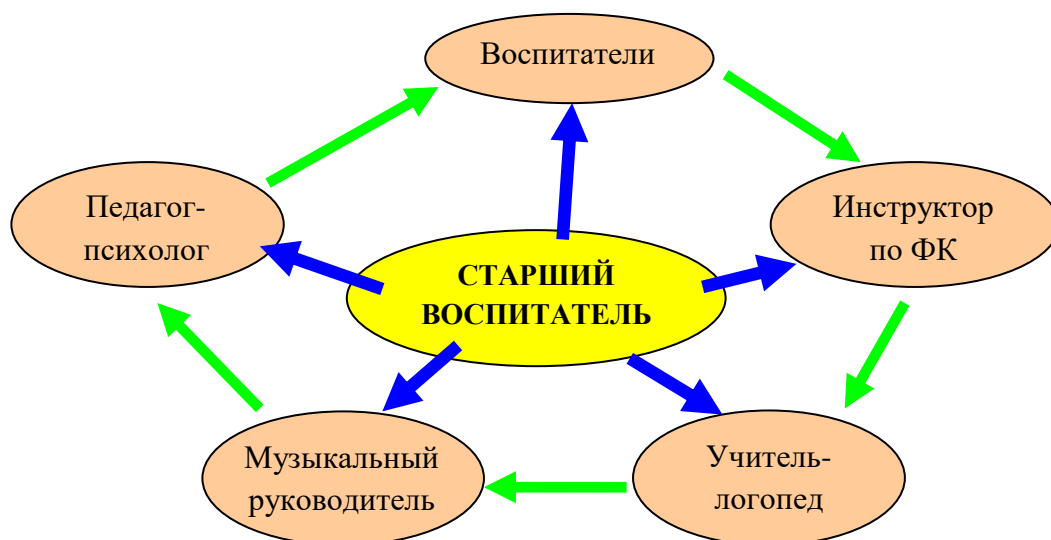 Воспитатели
Педагог-
психолог
Инструктор
по ФК
СТАРШИЙ
ВОСПИТАТЕЛЬ
Музыкальный
руководитель
Учитель-
логопед